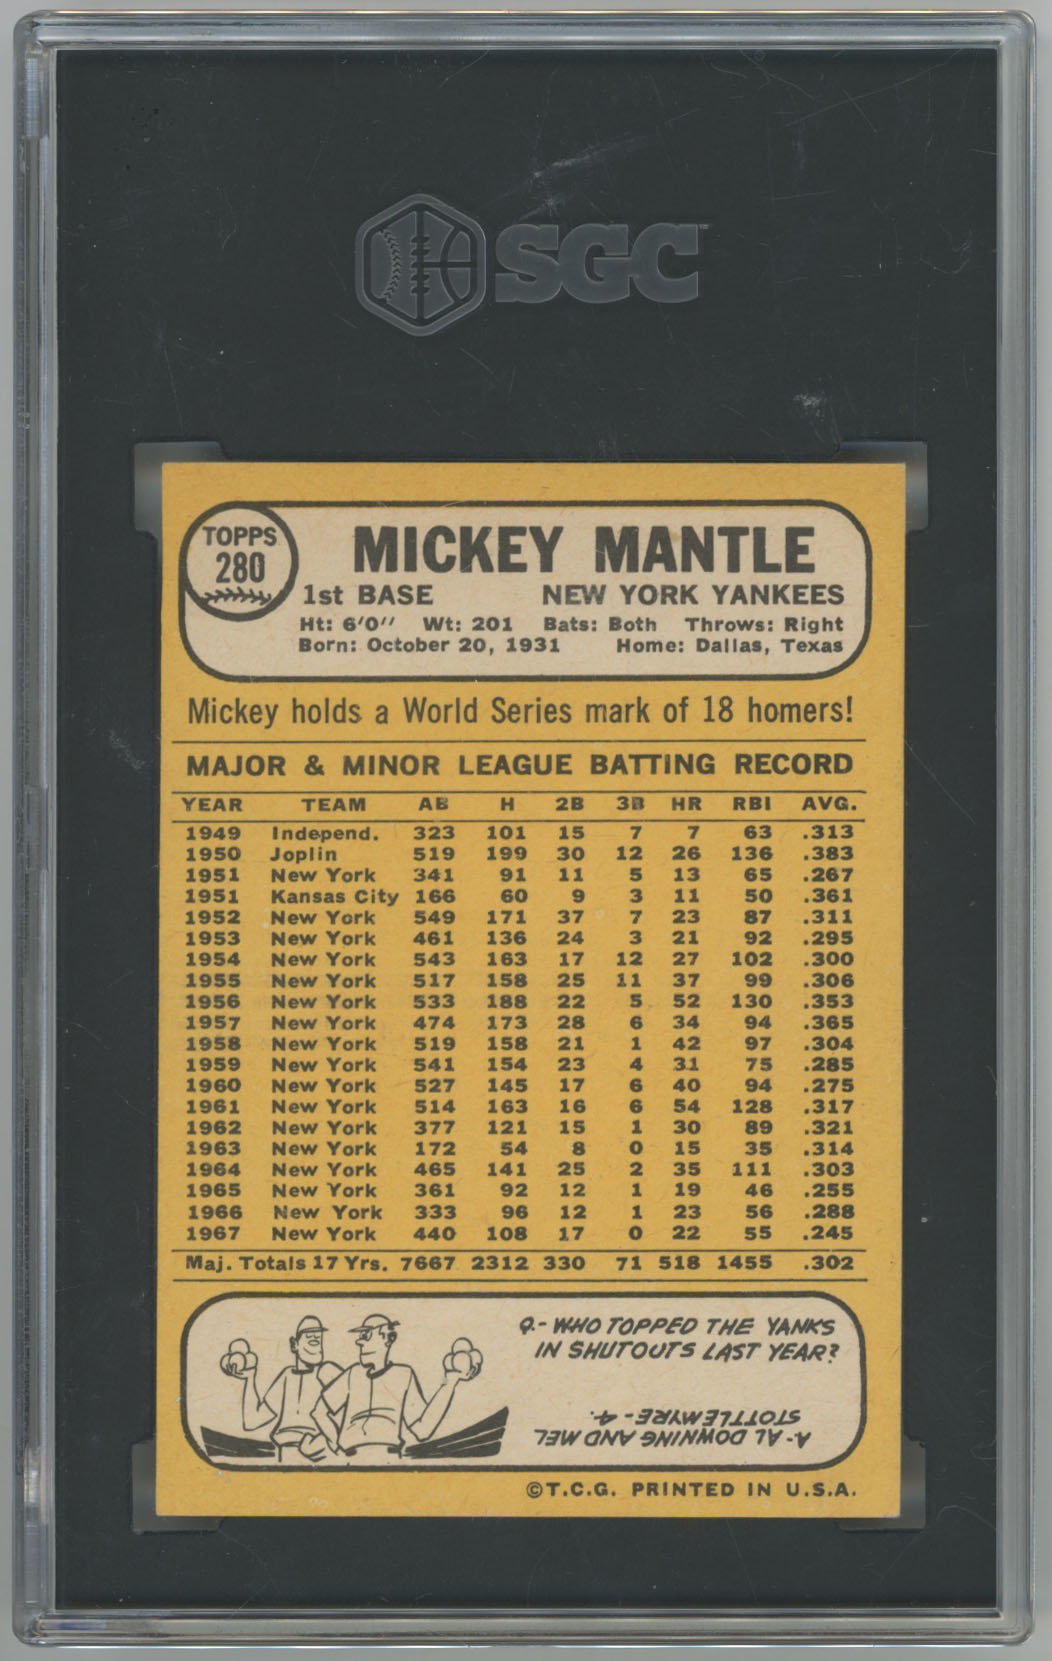 SGC
TOPPS
280
MICKEY MANTLE
1st BASE NEW YORK YANKEES
Ht: 6'0" Wt: 201 Bats: Both Throws: Right
Born: October 20, 1931 Home: Dallas, Texas
Mickey holds a World Series mark of 18 homers!
MAJOR & MINOR LEAGUE BATTING RECORD
YEAR TEAM AB H 2B 3B HR RBI AVG.
1949 Independ. 323 101 15 7 7 63 .313
1950 Joplin 519 199 30 12 26 136 .383
1951 New York 341 91 11 5 13 65 .267
1951 Kansas City 166 60 9 3 11 50 .361
1952 New York 549 171 37 7 23 87 .311
1953 New York 461 136 24 3 21 92 .295
1954 New York 543 163 17 12 27 102 .300
1955 New York 517 158 25 11 37 99 .306
1956 New York 533 188 22 5 52 130 .353
1957 New York 474 173 28 6 34 94 .365
1958 New York 519 158 21 1 42 97 .304
1959 New York 541 154 23 4 31 75 .285
1960 New York 527 145 17 6 40 94 .275
1961 New York 514 163 16 6 54 128 .317
1962 New York 377 121 15 1 30 89 .321
1963 New York 172 54 8 0 15 35 .314
1964 New York 465 141 25 2 35 111 .303
1965 New York 361 92 12 1 19 46 .255
1966 New York 333 96 12 1 23 56 .288
1967 New York 440 108 17 0 22 55 .245
Maj. Totals 17 Yrs. 7667 2312 330 71 518 1455 .302
Q.- WHO TOPPED THE YANKS
IN SHUTOUTS LAST YEAR?
A- AL DOWNING AND MEL
STOTTLEMYRE - 4.
©T.C.G. PRINTED IN U.S.A.